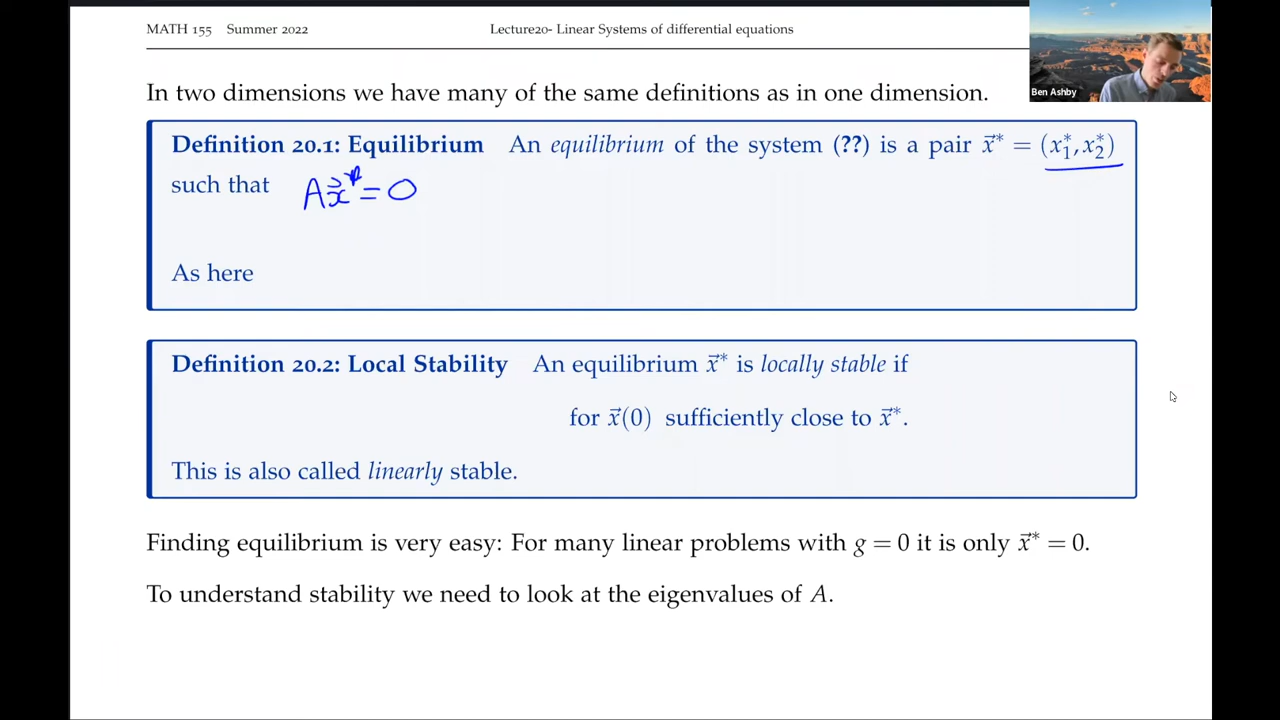 MATH 155 Summer 2022 Lecture20- Linear Systems of differential equations
Ben Ashby
In two dimensions we have many of the same definitions as in one dimension.
Definition 20.1: Equilibrium An equilibrium of the system (??) is a pair x⃗* = (x₁*, x₂*)
such that Ax⃗* = 0
As here
Definition 20.2: Local Stability An equilibrium x⃗* is locally stable if
for x⃗(0) sufficiently close to x⃗*.
This is also called linearly stable.
Finding equilibrium is very easy: For many linear problems with g = 0 it is only x⃗* = 0.
To understand stability we need to look at the eigenvalues of A.